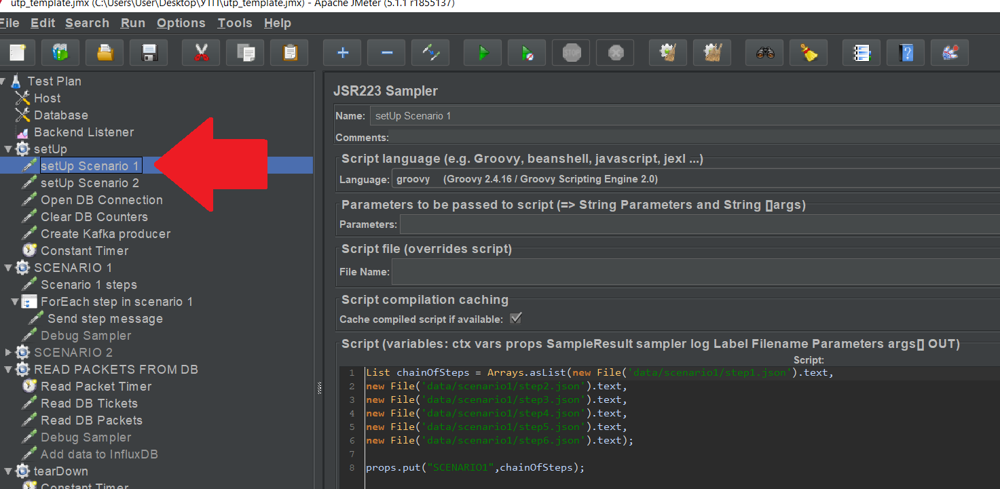 utp_template.jmx (C:\Users\User\Desktop\УТП\utp_template.jmx) - Apache JMeter (5.1.1 r1855137)
File Edit Search Run Options Tools Help
STOP
Test Plan
Host
Database
Backend Listener
setUp
setUp Scenario 1
setUp Scenario 2
Open DB Connection
Clear DB Counters
Create Kafka producer
Constant Timer
SCENARIO 1
Scenario 1 steps
ForEach step in scenario 1
Send step message
Debug Sampler
SCENARIO 2
READ PACKETS FROM DB
Read Packet Timer
Read DB Tickets
Read DB Packets
Debug Sampler
Add data to InfluxDB
tearDown
Constant Timer
JSR223 Sampler
Name: setUp Scenario 1
Comments:
Script language (e.g. Groovy, beanshell, javascript, jexl ...)
Language: groovy (Groovy 2.4.16 / Groovy Scripting Engine 2.0)
Parameters to be passed to script (=> String Parameters and String []args)
Parameters:
Script file (overrides script)
File Name:
Script compilation caching
Cache compiled script if available:
Script (variables: ctx vars props SampleResult sampler log Label Filename Parameters args[] OUT)
Script:
1 List chainOfSteps = Arrays.asList(new File('data/scenario1/step1.json').text,
2 new File('data/scenario1/step2.json').text,
3 new File('data/scenario1/step3.json').text,
4 new File('data/scenario1/step4.json').text,
5 new File('data/scenario1/step5.json').text,
6 new File('data/scenario1/step6.json').text);
7
8 props.put("SCENARIO1",chainOfSteps);